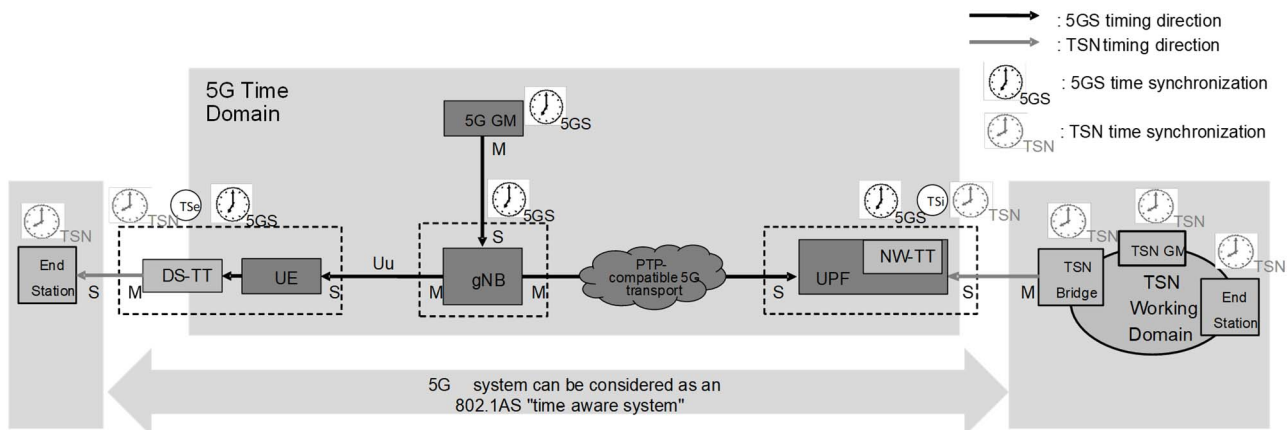 : 5GS timing direction
: TSN timing direction
5GS
: 5GS time synchronization
TSN
: TSN time synchronization
5G Time
Domain
5G GM
5GS
M
5GS
S
TSN
TSN
TSe
5GS
5GS
TSi
TSN
TSN
TSN
TSN
End
Station
S
M
DS-TT
UE
S
Uu
M
gNB
M
PTP-
compatible 5G
transport
S
UPF
NW-TT
S
M
TSN
Bridge
TSN GM
TSN
Working
Domain
End
Station
5G system can be considered as an
802.1AS "time aware system"